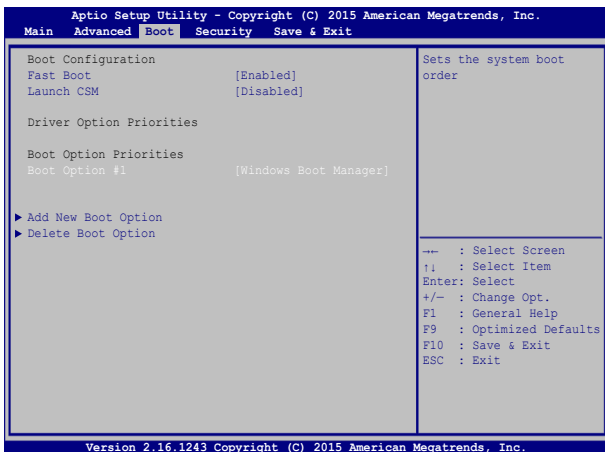 Aptio Setup Utility - Copyright (C) 2015 American Megatrends, Inc.
Main Advanced Boot Security Save & Exit
Boot Configuration
Fast Boot [Enabled]
Launch CSM [Disabled]
Driver Option Priorities
Boot Option Priorities
Boot Option #1 [Windows Boot Manager]
Add New Boot Option
Delete Boot Option
Sets the system boot
order
→← : Select Screen
↑↓ : Select Item
Enter: Select
+/— : Change Opt.
F1 : General Help
F9 : Optimized Defaults
F10 : Save & Exit
ESC : Exit
Version 2.16.1243 Copyright (C) 2015 American Megatrends, Inc.